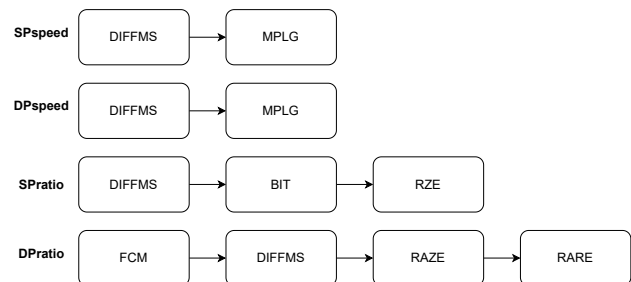 SPspeed DIFFMS MPLG
DPspeed DIFFMS MPLG
SPratio DIFFMS BIT RZE
DPratio FCM DIFFMS RAZE RARE